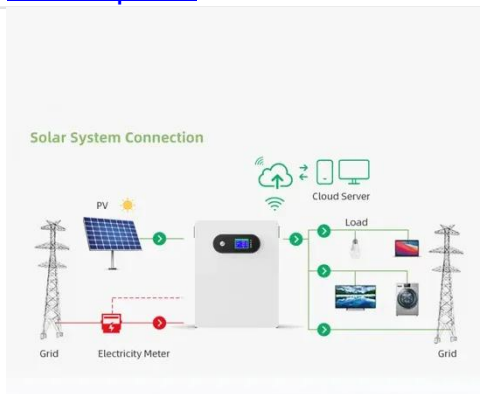 Solar System Connection
Cloud Server
PV
Load
Grid
Electricity Meter
Grid